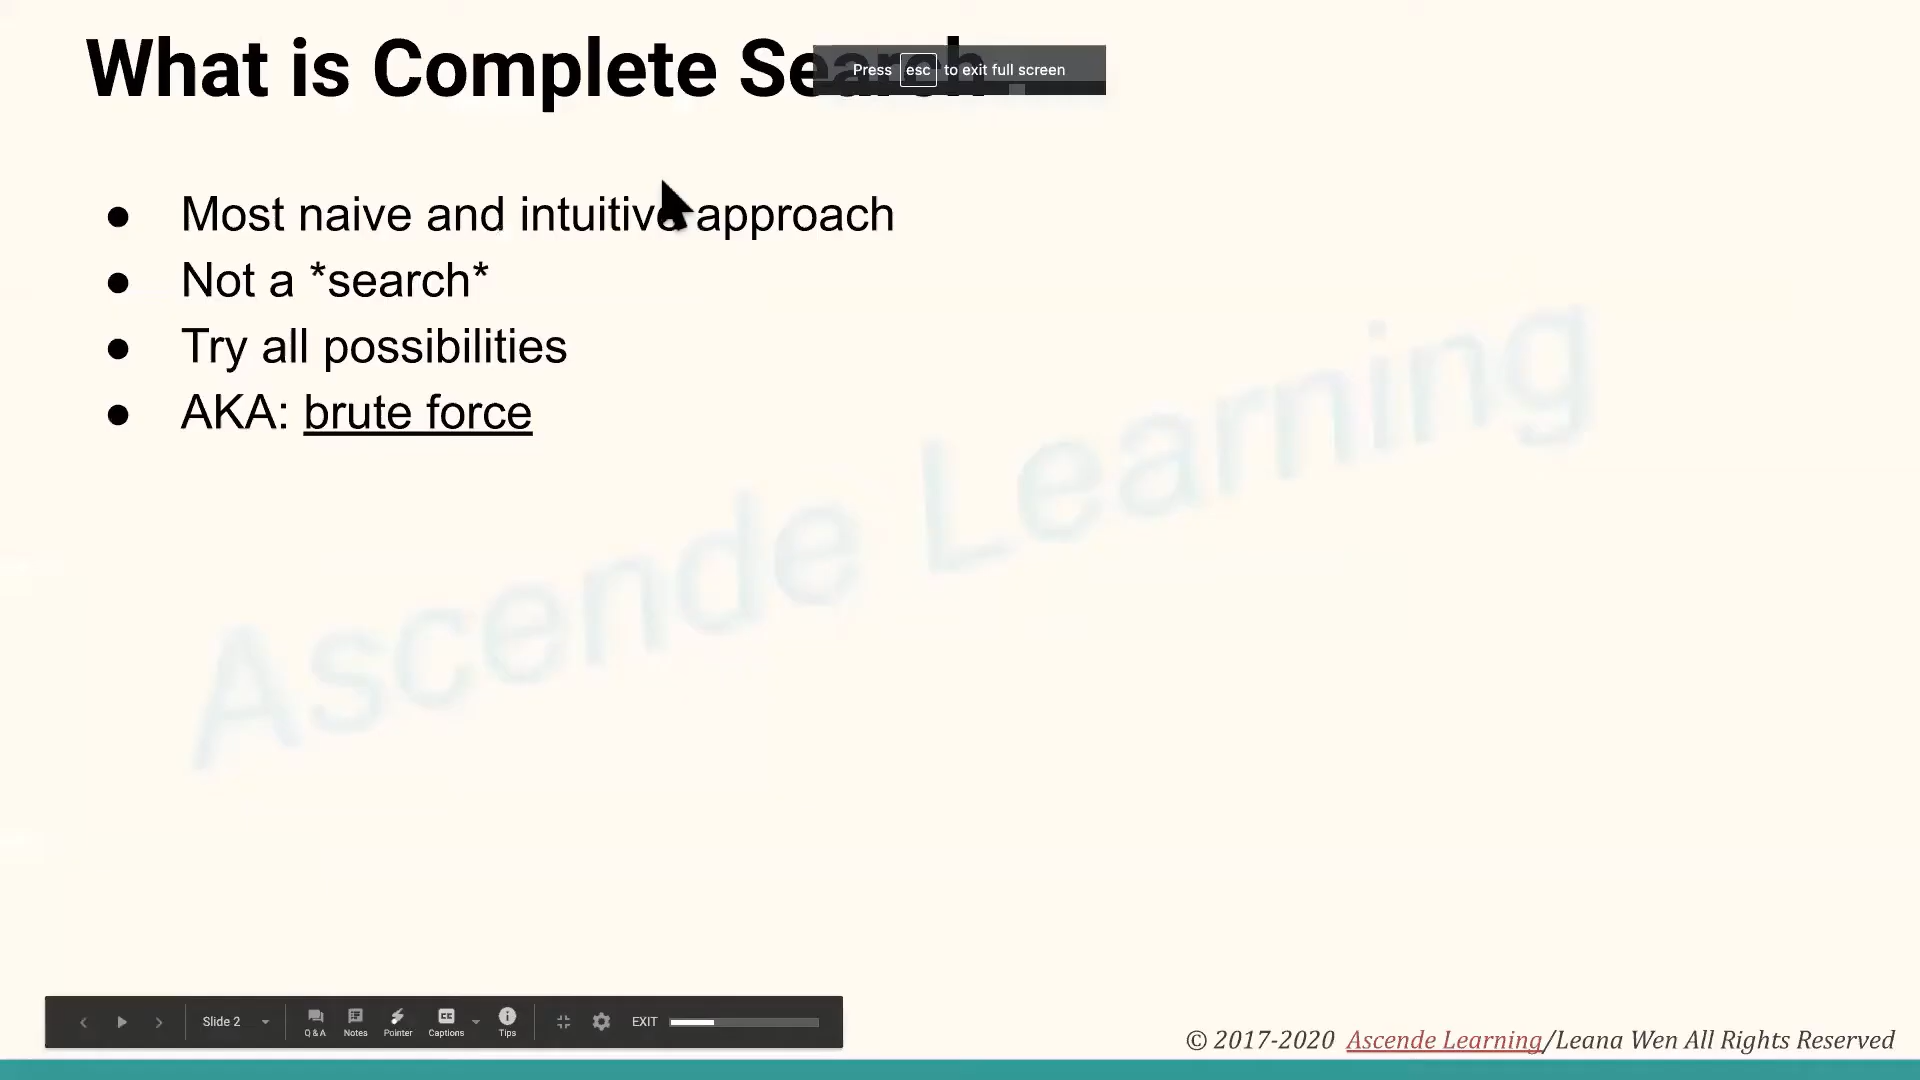 What is Complete Search
Press esc to exit full screen
● Most naive and intuitive approach
● Not a *search*
● Try all possibilities
● AKA: brute force
Ascende Learning
Slide 2
Q & A
Notes
Pointer
CC
Captions
Tips
EXIT
© 2017-2020 Ascende Learning/Leana Wen All Rights Reserved